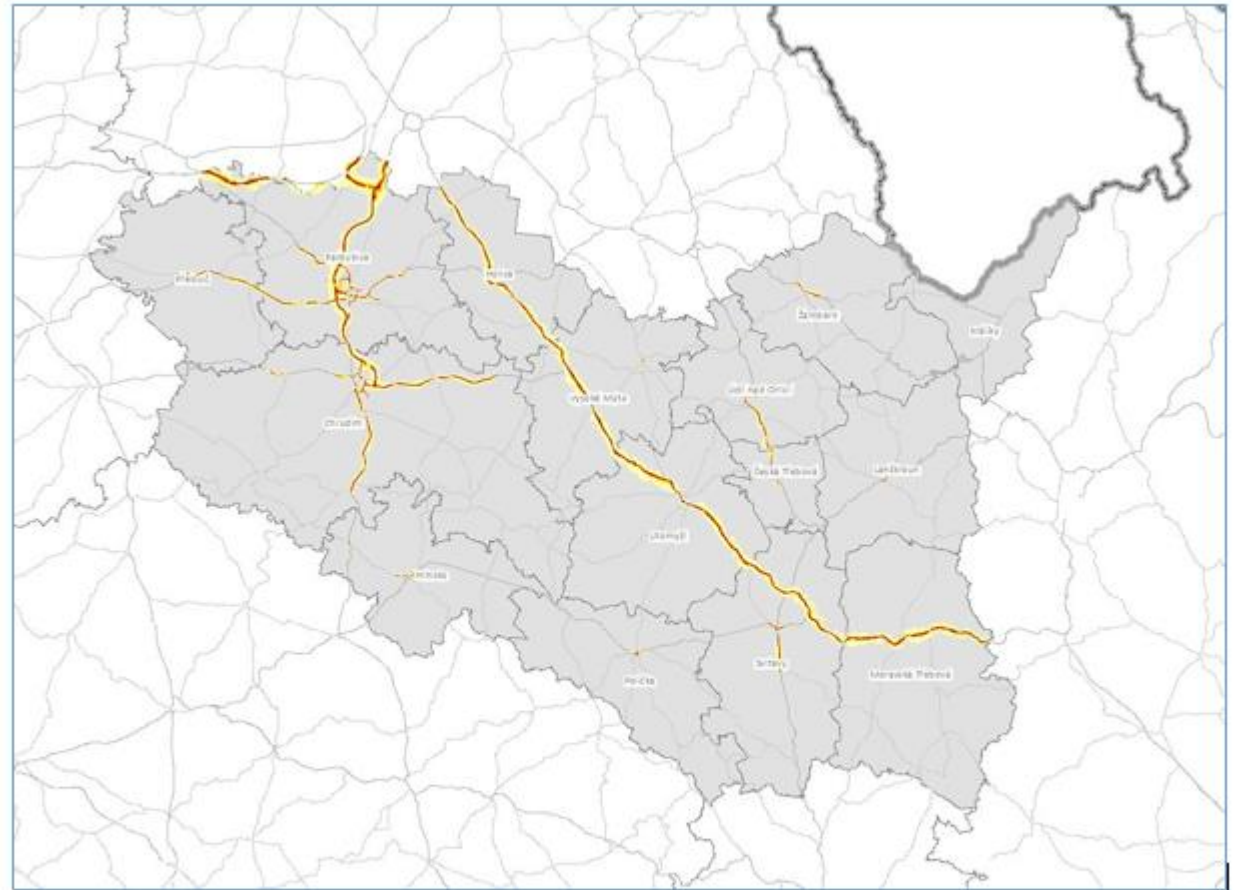 Pardubice
Přelouč
Holice
Žamberk
Králíky
Ústí nad Orlicí
Vysoké Mýto
Chrudim
Česká Třebová
Lanškroun
Litomyšl
Hlinsko
Svitavy
Polička
Moravská Třebová